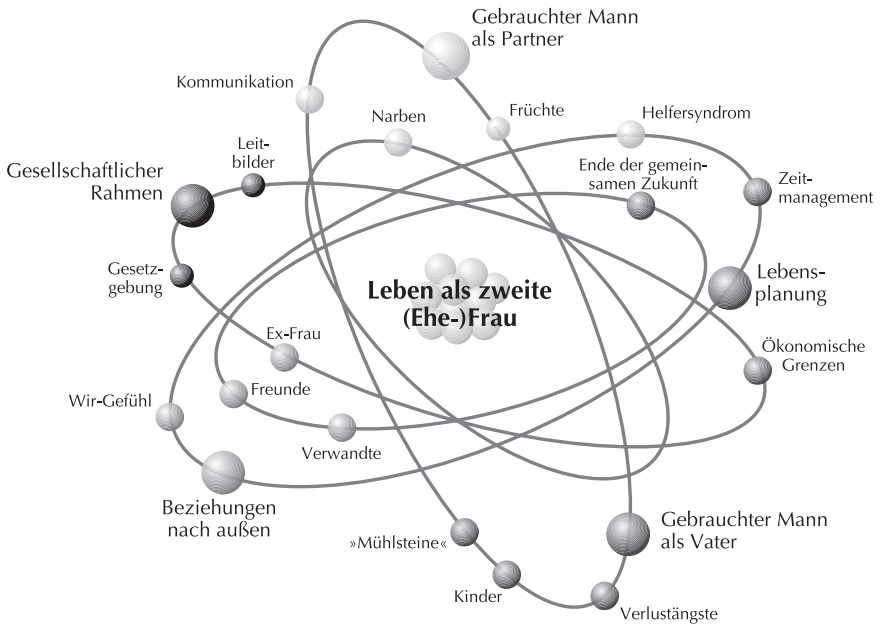 Gebrauchter Mann
als Partner
Kommunikation
Früchte
Narben
Helfersyndrom
Leit-
bilder
Gesellschaftlicher
Rahmen
Ende der gemein-
samen Zukunft
Zeit-
management
Gesetz-
gebung
Leben als zweite
(Ehe-)Frau
Lebens-
planung
Ex-Frau
Ökonomische
Grenzen
Freunde
Wir-Gefühl
Verwandte
Beziehungen
nach außen
»Mühlsteine«
Gebrauchter Mann
als Vater
Kinder
Verlustängste